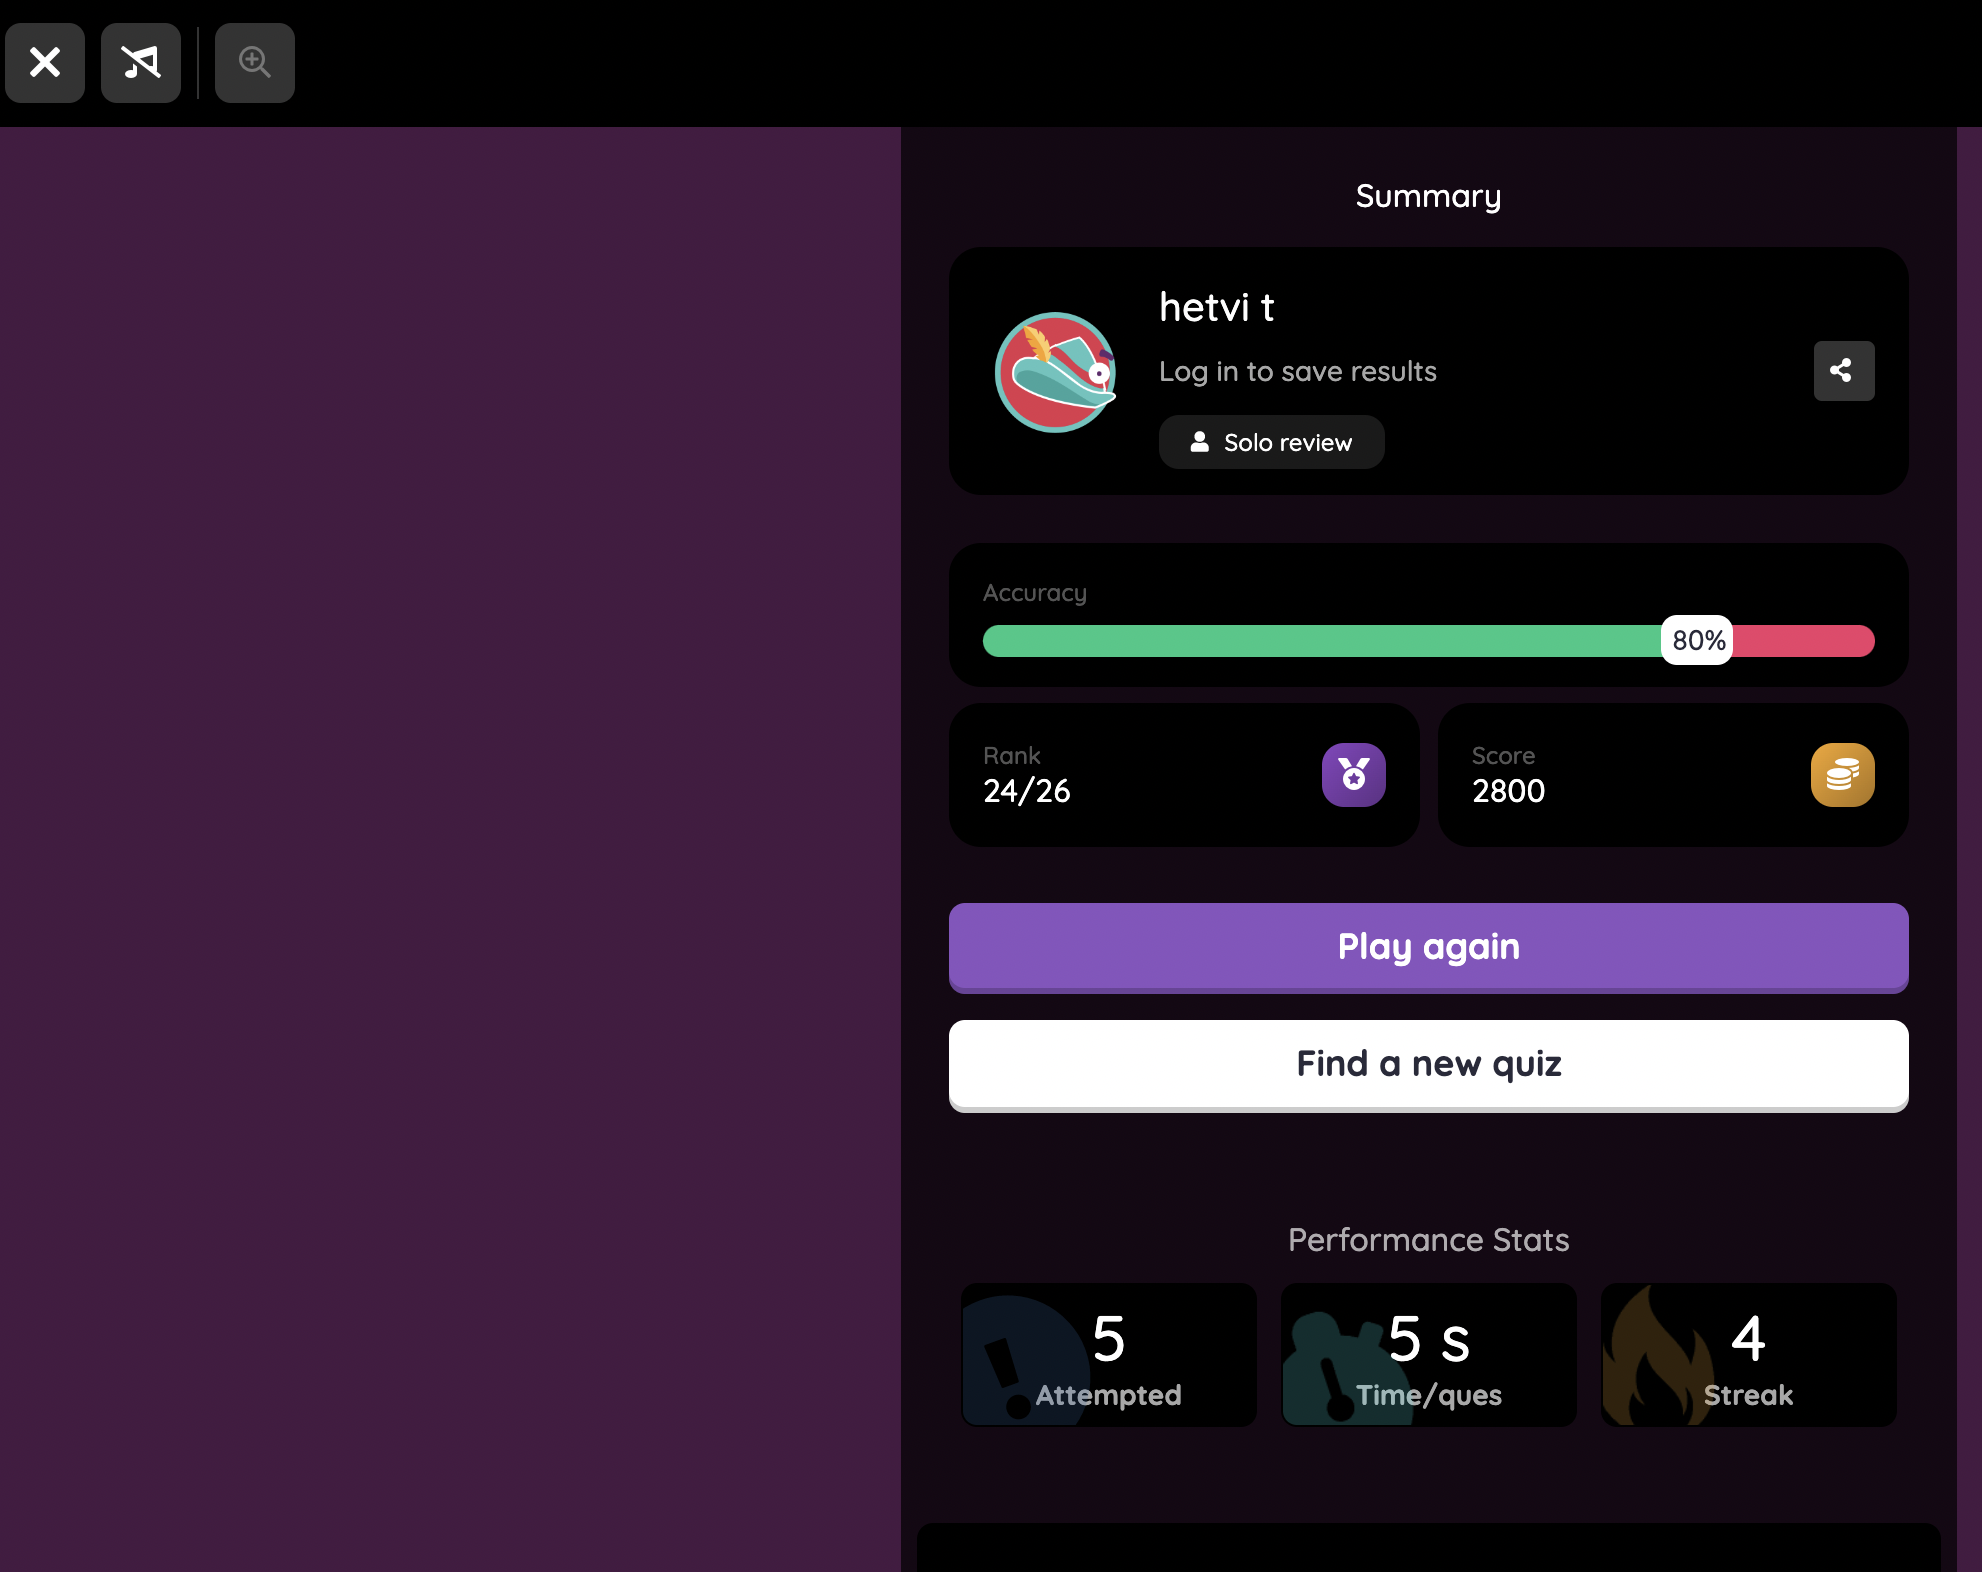 Summary
hetvi t
Log in to save results
Solo review
Accuracy
80%
Rank
24/26
Score
2800
Play again
Find a new quiz
Performance Stats
5
Attempted
5 s
Time/ques
4
Streak